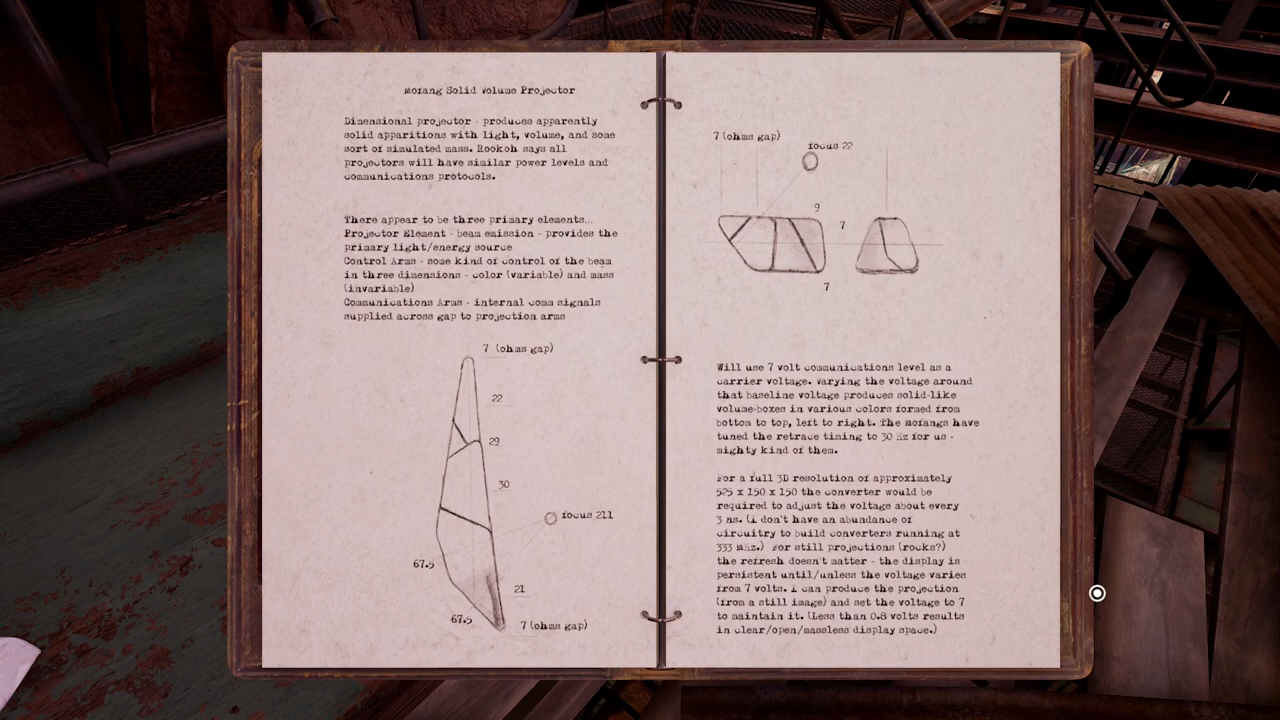 Morang Solid Volume Projector
Dimensional projector - produces apparently
solid apparitions with light, volume, and some
sort of simulated mass. Rookoh says all
projectors will have similar power levels and
communications protocols.
There appear to be three primary elements...
Projector Element - beam emission - provides the
primary light/energy source
Control Arms - some kind of control of the beam
in three dimensions - color (variable) and mass
(invariable)
Communications Arms - internal comm signals
supplied across gap to projection arms
7 (ohms gap)
22
29
30
focus 211
67.5
21
67.5
7 (ohms gap)
7 (ohms gap)
focus 22
9
7
7
Will use 7 volt communications level as a
carrier voltage. Varying the voltage around
that baseline voltage produces solid-like
volume-boxes in various colors formed from
bottom to top, left to right. The morangs have
tuned the retrace timing to 30 Hz for us -
mighty kind of them.
For a full 3D resolution of approximately
525 x 150 x 150 the converter would be
required to adjust the voltage about every
3 ns. (I don't have an abundance of
circuitry to build converters running at
333 mHz.) For still projections (rocks?)
the refresh doesn't matter - the display is
persistent until/unless the voltage varies
from 7 volts. I can produce the projection
(from a still image) and set the voltage to 7
to maintain it. (Less than 0.8 volts results
in clear/open/massless display space.)